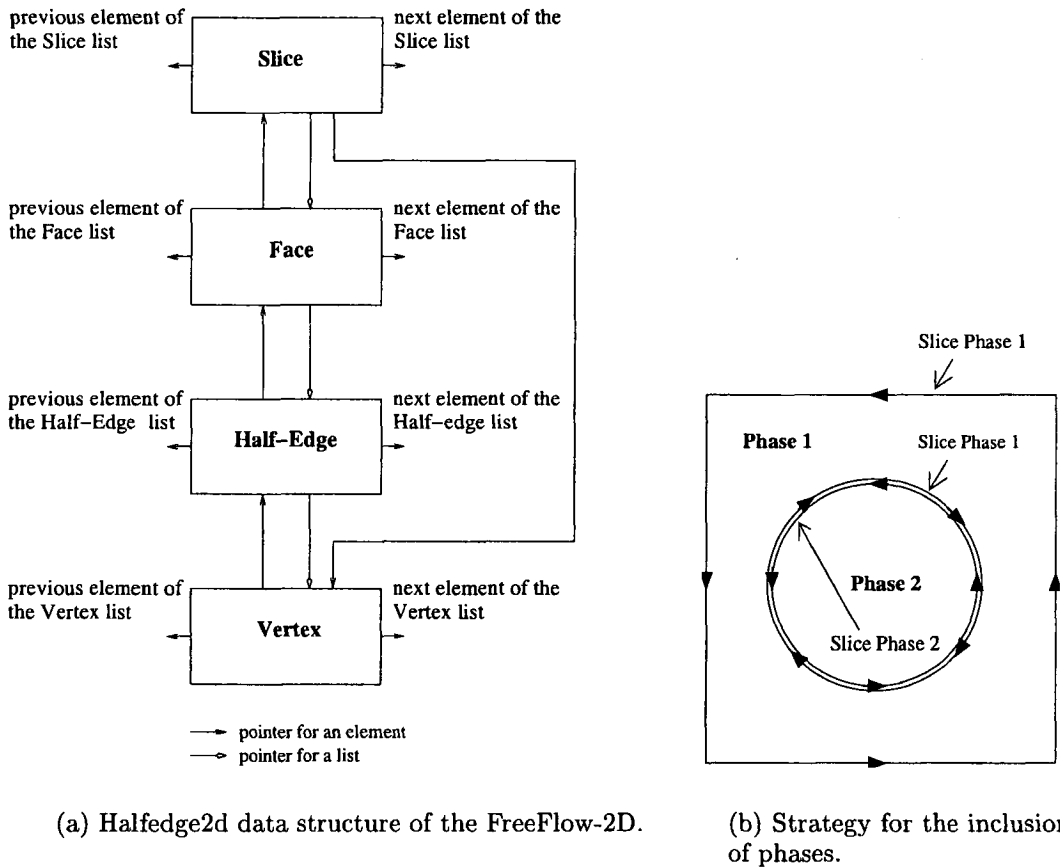 previous element of
the Slice list
Slice
next element of the
Slice list
previous element of
the Face list
Face
next element of the
Face list
previous element of
the Half-Edge list
Half-Edge
next element of the
Half-edge list
previous element of
the Vertex list
Vertex
next element of the
Vertex list
pointer for an element
pointer for a list
(a) Halfedge2d data structure of the FreeFlow-2D.
Slice Phase 1
Phase 1
Slice Phase 1
Phase 2
Slice Phase 2
(b) Strategy for the inclusion
of phases.